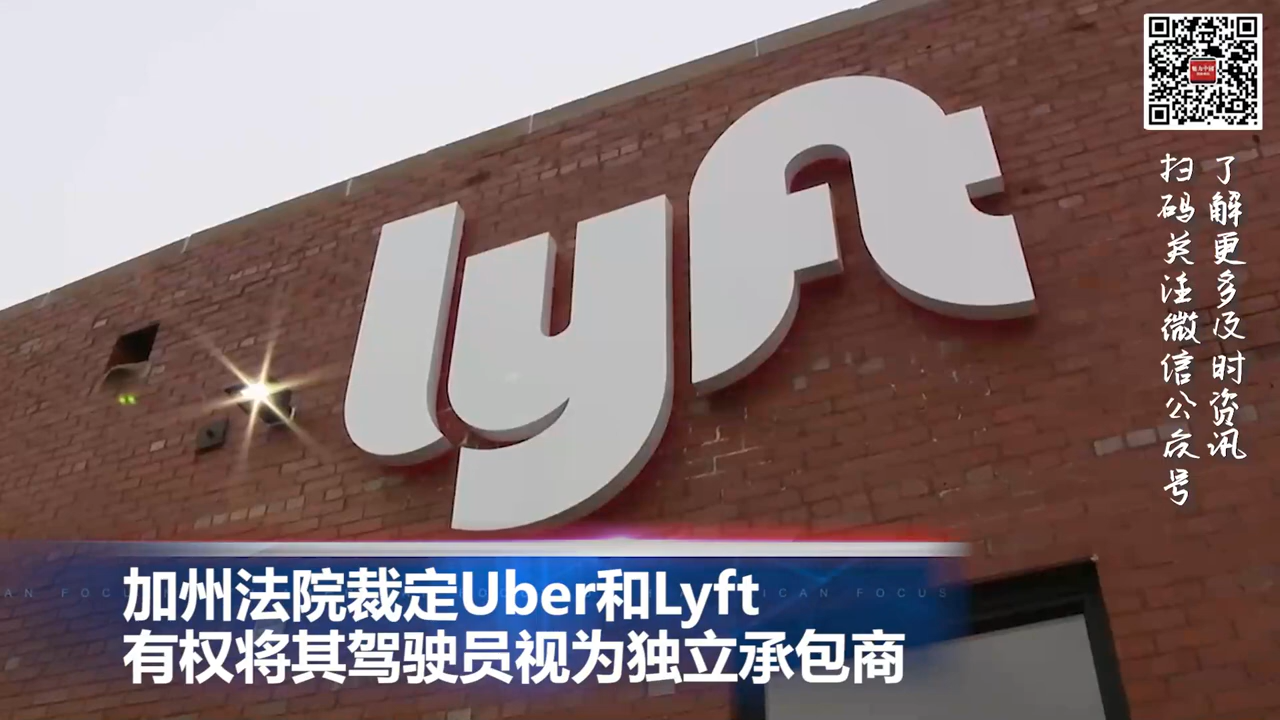 lyft
了解更多及时资讯
扫码关注微信公众号
加州法院裁定Uber和Lyft
有权将其驾驶员视为独立承包商